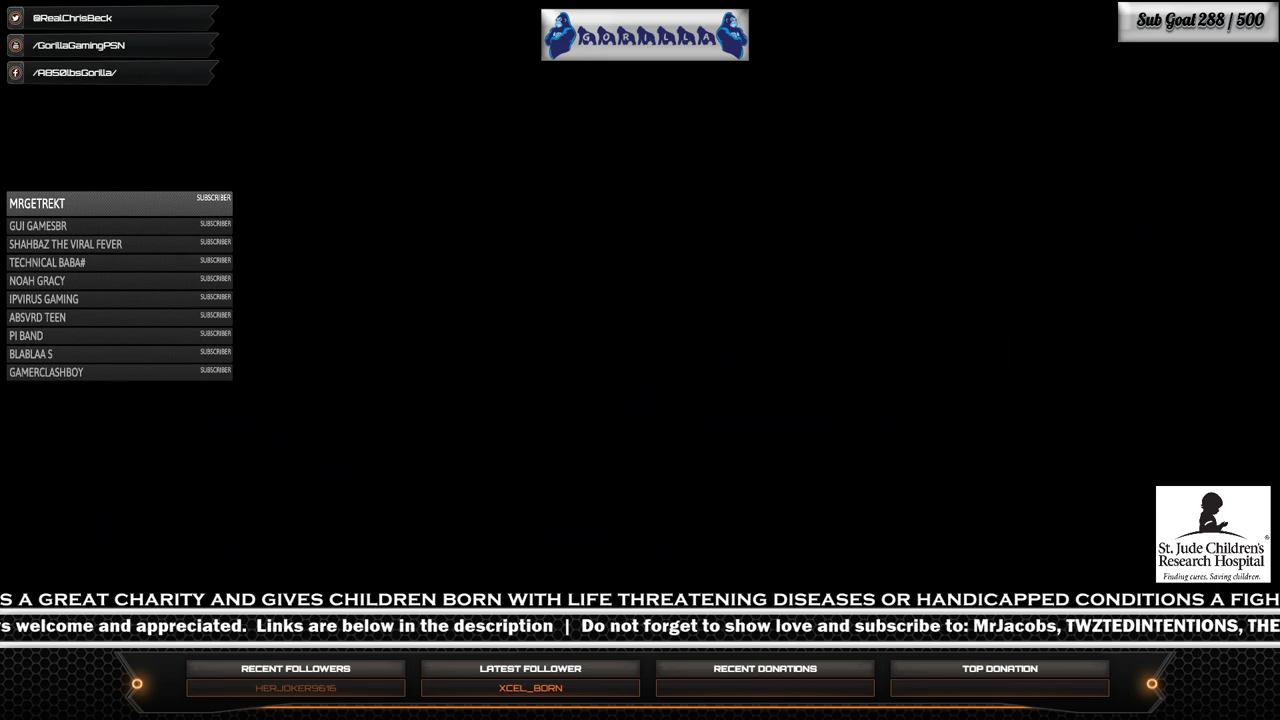 @RealChrisBeck
/GorillaGamingPSN
/A850lbsGorilla/
GORILLA
Sub Goal 288 / 500
MRGETREKT SUBSCRIBER
GUI GAMESBR SUBSCRIBER
SHAHBAZ THE VIRAL FEVER SUBSCRIBER
TECHNICAL BABA# SUBSCRIBER
NOAH GRACY SUBSCRIBER
IPVIRUS GAMING SUBSCRIBER
ABSVRD TEEN SUBSCRIBER
PI BAND SUBSCRIBER
BLABLAA S SUBSCRIBER
GAMERCLASHBOY SUBSCRIBER
St. Jude Children's
Research Hospital
Finding cures. Saving children.
S A GREAT CHARITY AND GIVES CHILDREN BORN WITH LIFE THREATENING DISEASES OR HANDICAPPED CONDITIONS A FIGH
s welcome and appreciated. Links are below in the description | Do not forget to show love and subscribe to: MrJacobs, TWZTEDINTENTIONS, THE
RECENT FOLLOWERS LATEST FOLLOWER RECENT DONATIONS TOP DONATION
HERJOKER9616 XCEL_BORN